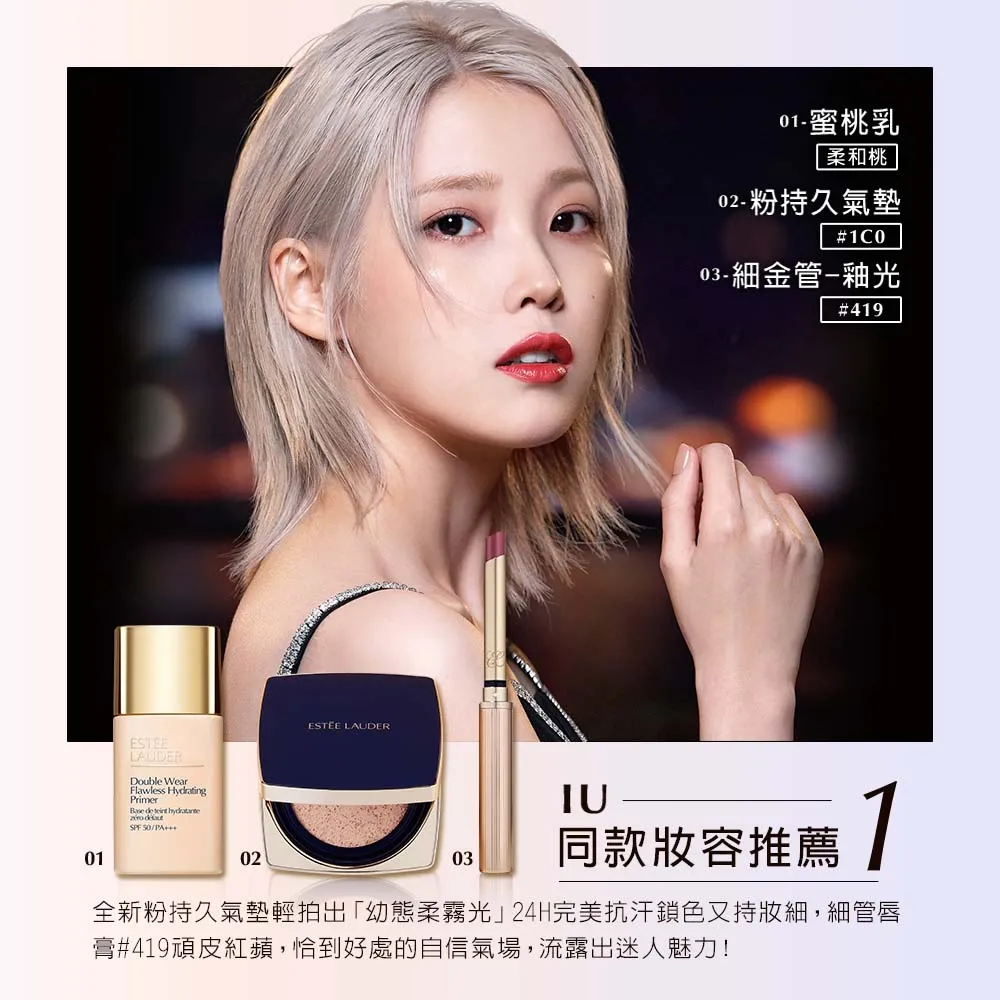 01-蜜桃乳
柔和桃
02-粉持久氣墊
#1C0
03-細金管-釉光
#419
ESTĒE
LAUDER
Double Wear
Flawless Hydrating
Primer
Base de teint hydratante
zéro-défaut
SPF 50/PA+++
01
ESTĒE LAUDER
02
03
IU
同款妝容推薦
1
全新粉持久氣墊輕拍出「幼態柔霧光」24H完美抗汗鎖色又持妝細,細管唇
膏#419頑皮紅蘋,恰到好處的自信氣場,流露出迷人魅力!